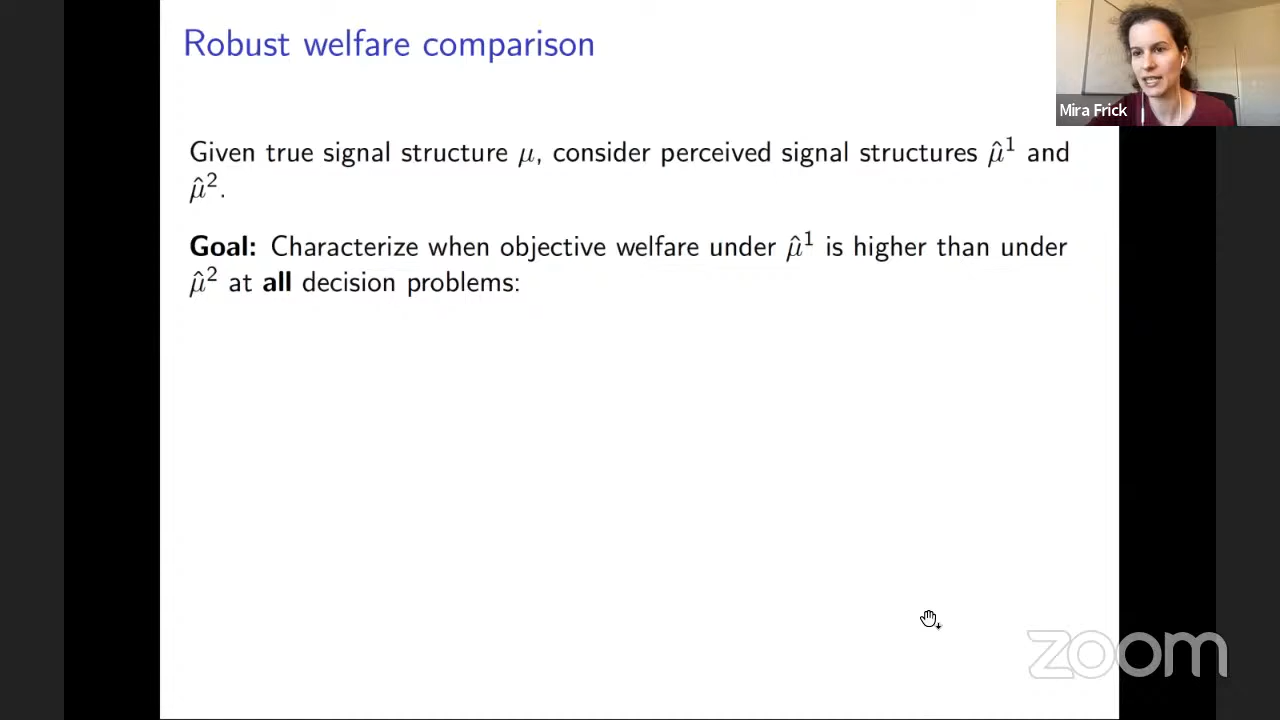 Robust welfare comparison
Mira Frick
Given true signal structure μ, consider perceived signal structures μ̂¹ and
μ̂².
Goal: Characterize when objective welfare under μ̂¹ is higher than under
μ̂² at all decision problems:
zoom